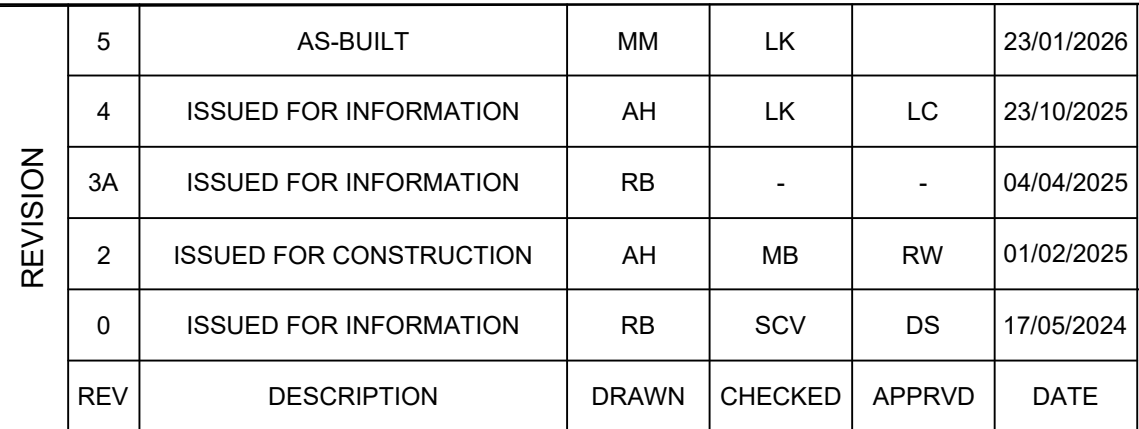 REVISION
5 AS-BUILT MM LK 23/01/2026
4 ISSUED FOR INFORMATION AH LK LC 23/10/2025
3A ISSUED FOR INFORMATION RB - - 04/04/2025
2 ISSUED FOR CONSTRUCTION AH MB RW 01/02/2025
0 ISSUED FOR INFORMATION RB SCV DS 17/05/2024
REV DESCRIPTION DRAWN CHECKED APPRVD DATE